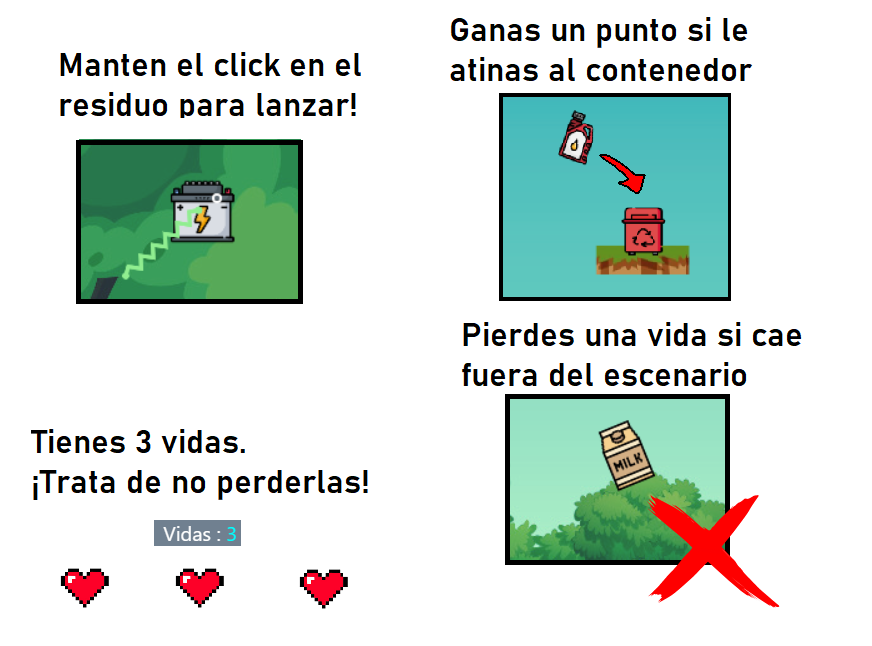 Manten el click en el
residuo para lanzar!
Ganas un punto si le
atinas al contenedor
Pierdes una vida si cae
fuera del escenario
MILK
Tienes 3 vidas.
¡Trata de no perderlas!
Vidas : 3